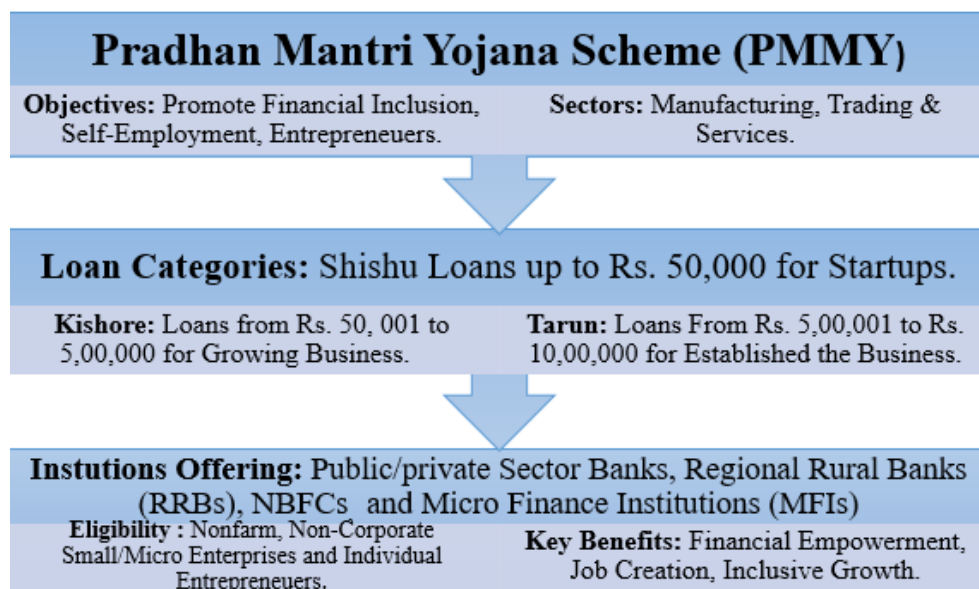 Pradhan Mantri Yojana Scheme (PMMY)
Objectives: Promote Financial Inclusion,
Self-Employment, Entrepreneuers.
Sectors: Manufacturing, Trading &
Services.
Loan Categories: Shishu Loans up to Rs. 50,000 for Startups.
Kishore: Loans from Rs. 50, 001 to
5,00,000 for Growing Business.
Tarun: Loans From Rs. 5,00,001 to Rs.
10,00,000 for Established the Business.
Instutions Offering: Public/private Sector Banks, Regional Rural Banks
(RRBs), NBFCs and Micro Finance Institutions (MFIs)
Eligibility : Nonfarm, Non-Corporate
Small/Micro Enterprises and Individual
Entrepreneuers.
Key Benefits: Financial Empowerment,
Job Creation, Inclusive Growth.